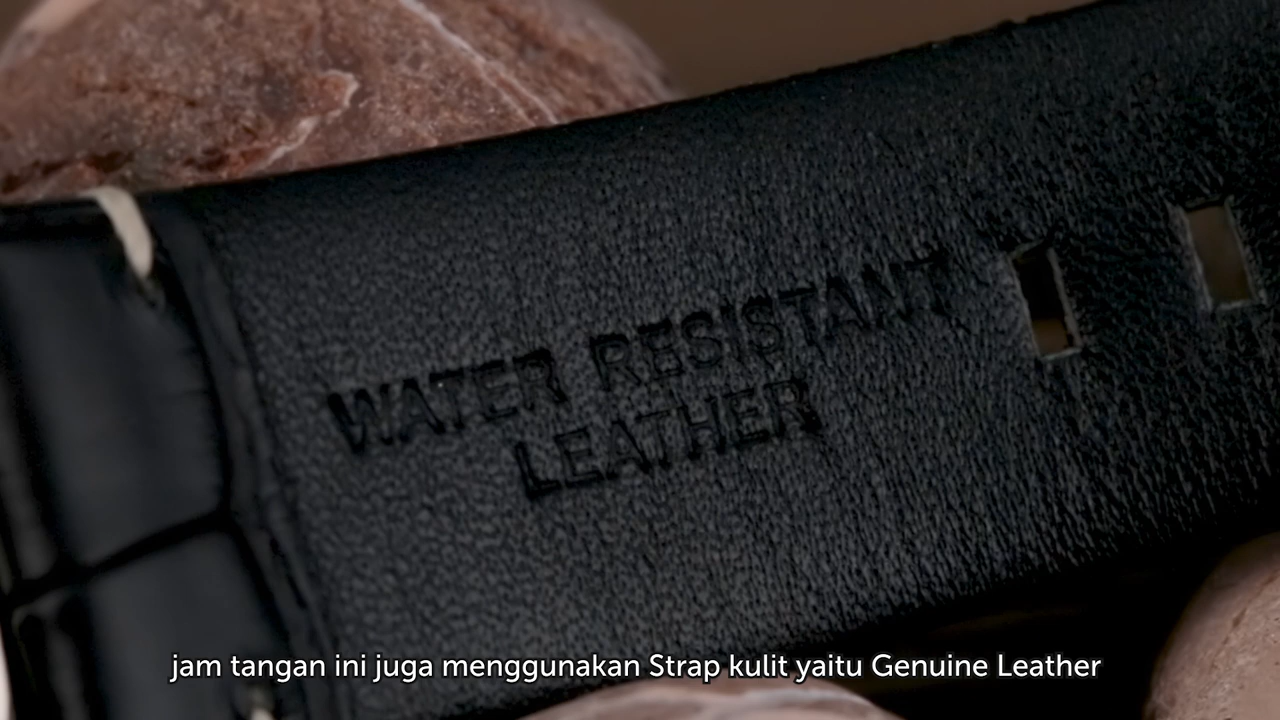 WATER RESISTANT
LEATHER
jam tangan ini juga menggunakan Strap kulit yaitu Genuine Leather